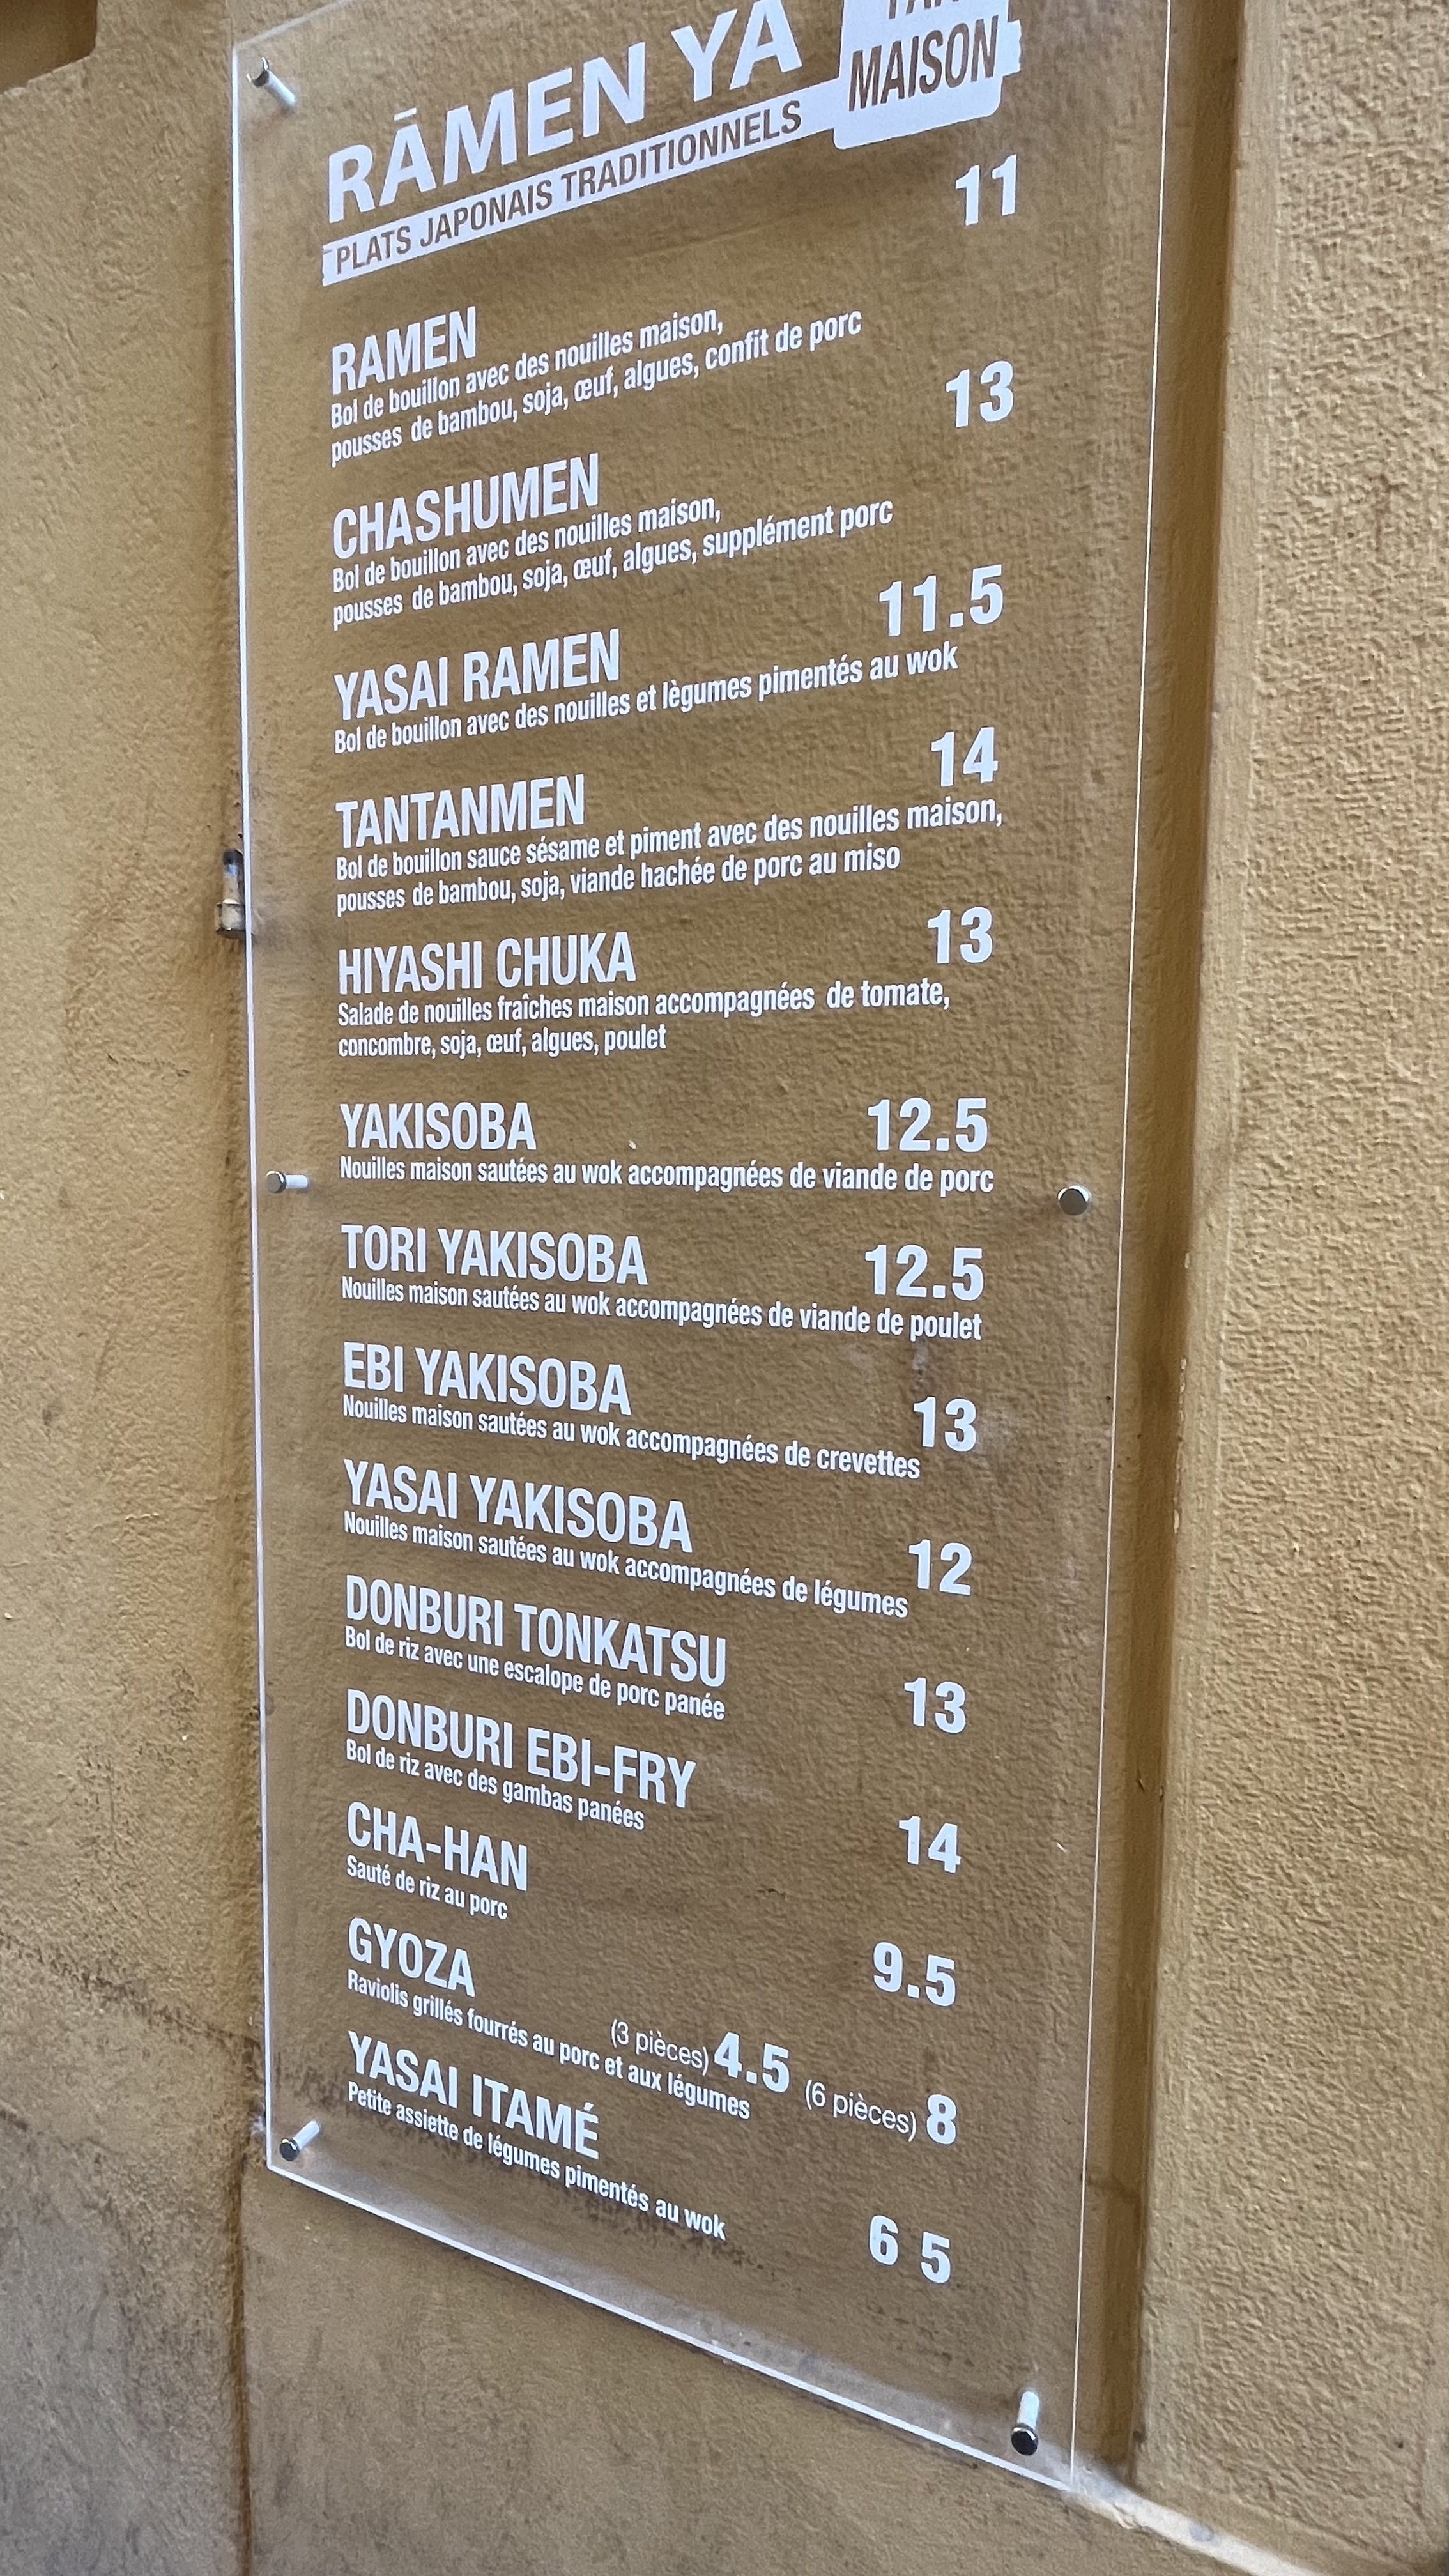 RĀMEN YA
MAISON
PLATS JAPONAIS TRADITIONNELS
RAMEN 11
Bol de bouillon avec des nouilles maison,
pousses de bambou, soja, œuf, algues, confit de porc
CHASHUMEN 13
Bol de bouillon avec des nouilles maison,
pousses de bambou, soja, œuf, algues, supplément porc
YASAI RAMEN 11.5
Bol de bouillon avec des nouilles et lègumes pimentés au wok
TANTANMEN 14
Bol de bouillon sauce sésame et piment avec des nouilles maison,
pousses de bambou, soja, viande hachée de porc au miso
HIYASHI CHUKA 13
Salade de nouilles fraîches maison accompagnées de tomate,
concombre, soja, œuf, algues, poulet
YAKISOBA 12.5
Nouilles maison sautées au wok accompagnées de viande de porc
TORI YAKISOBA 12.5
Nouilles maison sautées au wok accompagnées de viande de poulet
EBI YAKISOBA 13
Nouilles maison sautées au wok accompagnées de crevettes
YASAI YAKISOBA 12
Nouilles maison sautées au wok accompagnées de légumes
DONBURI TONKATSU 13
Bol de riz avec une escalope de porc panée
DONBURI EBI-FRY 14
Bol de riz avec des gambas panées
CHA-HAN 9.5
Sauté de riz au porc
GYOZA (3 pièces) 4.5 (6 pièces) 8
Raviolis grillés fourrés au porc et aux légumes
YASAI ITAMÉ 6 5
Petite assiette de légumes pimentés au wok